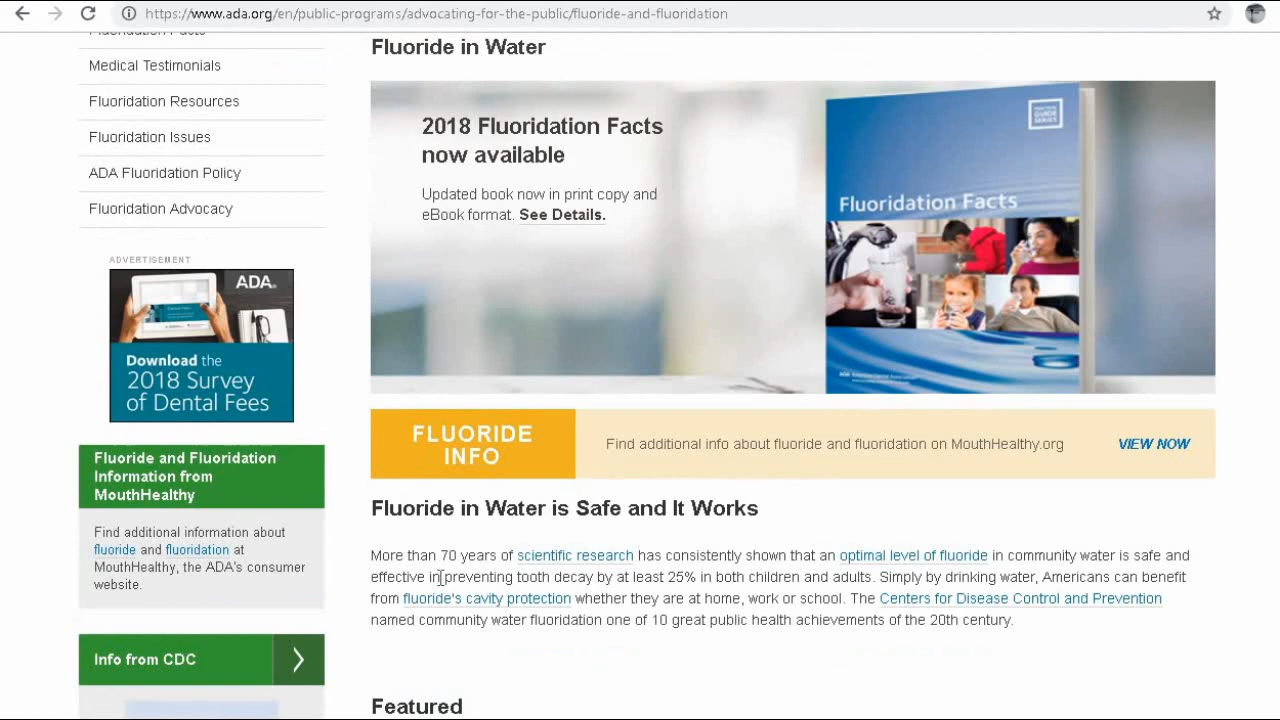 https://www.ada.org/en/public-programs/advocating-for-the-public/fluoride-and-fluoridation
Medical Testimonials
Fluoridation Resources
Fluoridation Issues
ADA Fluoridation Policy
Fluoridation Advocacy
ADVERTISEMENT
ADA
Download the
2018 Survey
of Dental Fees
Fluoride and Fluoridation
Information from
MouthHealthy
Find additional information about
fluoride and fluoridation at
MouthHealthy, the ADA's consumer
website.
Info from CDC
Fluoride in Water
2018 Fluoridation Facts
now available
Updated book now in print copy and
eBook format. See Details.
GUIDE
SERIES
Fluoridation Facts
FLUORIDE
INFO
Find additional info about fluoride and fluoridation on MouthHealthy.org
VIEW NOW
Fluoride in Water is Safe and It Works
More than 70 years of scientific research has consistently shown that an optimal level of fluoride in community water is safe and
effective in preventing tooth decay by at least 25% in both children and adults. Simply by drinking water, Americans can benefit
from fluoride's cavity protection whether they are at home, work or school. The Centers for Disease Control and Prevention
named community water fluoridation one of 10 great public health achievements of the 20th century.
Featured